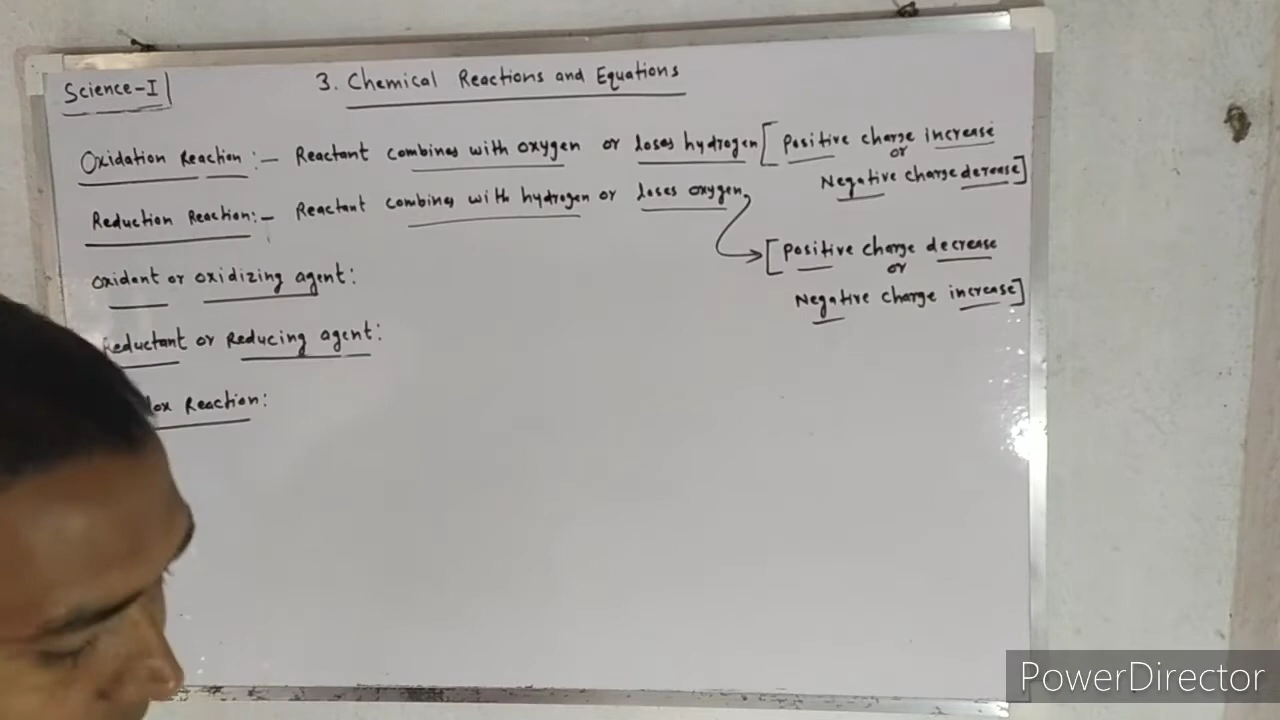 Science-I
3. Chemical Reactions and Equations
Oxidation Reaction:- Reactant combines with oxygen or loses hydrogen [Positive charge increase
or
Negative charge derease]
Reduction Reaction:- Reactant combines with hydrogen or loses oxygen
[Positive charge decrease
or
Negative charge increase]
Oxidant or oxidizing agent:
Reductant or Reducing agent:
Reaction:
PowerDirector